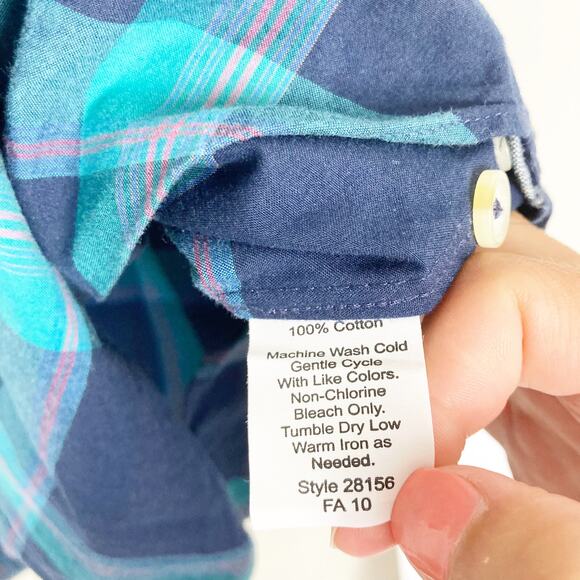 100% Cotton
Machine Wash Cold
Gentle Cycle
With Like Colors.
Non-Chlorine
Bleach Only.
Tumble Dry Low
Warm Iron as
Needed.
Style 28156
FA 10